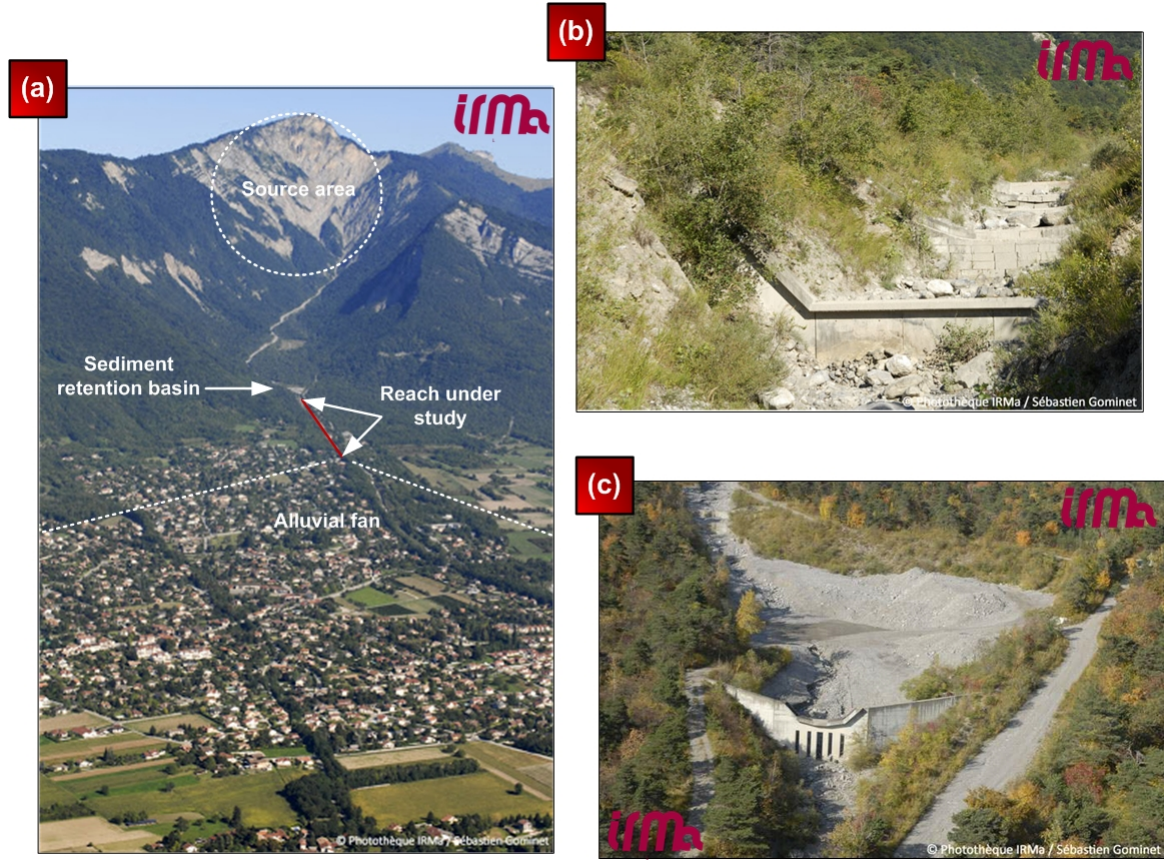 (a)
irma
Source area
Sediment
retention basin
Reach under
study
Alluvial fan
© Photothèque IRMa / Sébastien Gominet
(b)
irma
© Photothèque IRMa / Sébastien Gominet
(c)
irma
irma
© Photothèque IRMa / Sébastien Gominet